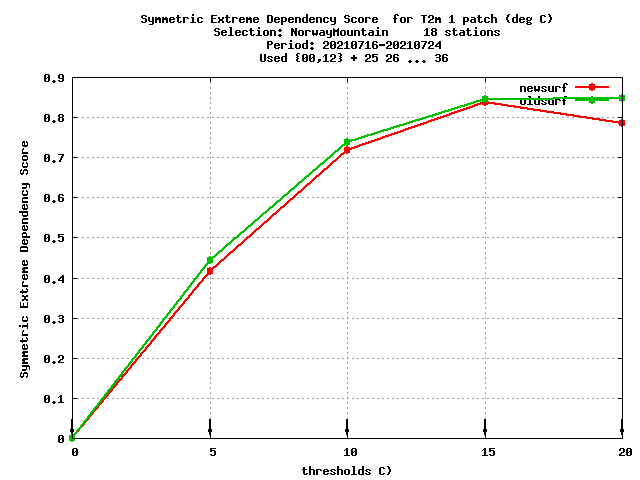 Symmetric Extreme Dependency Score  for T2m 1 patch (deg C)
Selection: NorwayMountain     18 stations
Period: 20210716-20210724
Used {00,12} + 25 26 ... 36
newsurf
oldsurf
0.9
0.8
0.7
0.6
0.5
0.4
0.3
0.2
0.1
0
Symmetric Extreme Dependency Score
0 5 10 15 20
thresholds C)